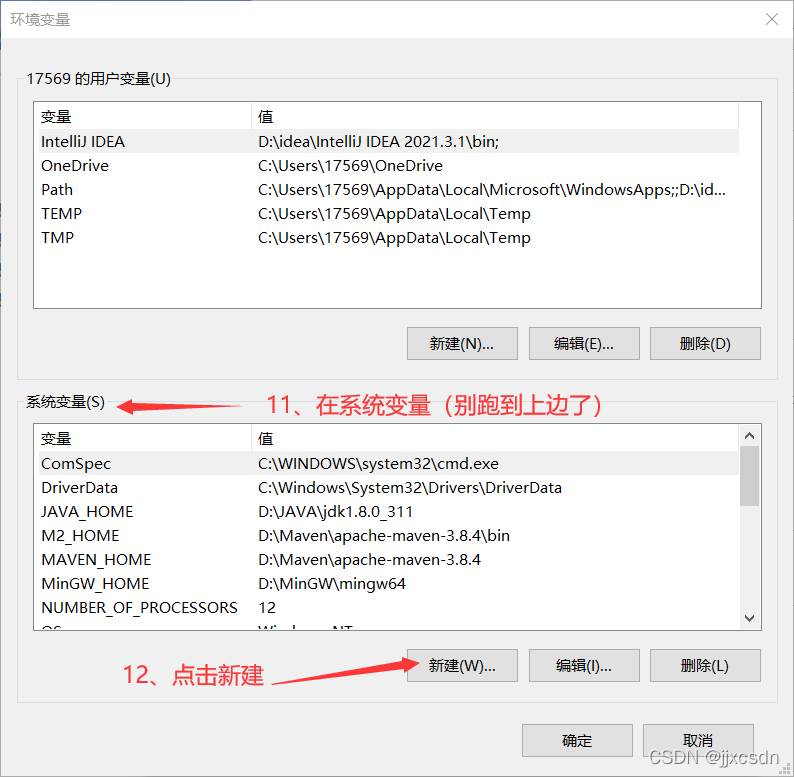 环境变量
17569 的用户变量(U)
变量 值
IntelliJ IDEA D:\idea\IntelliJ IDEA 2021.3.1\bin;
OneDrive C:\Users\17569\OneDrive
Path C:\Users\17569\AppData\Local\Microsoft\WindowsApps;;D:\id...
TEMP C:\Users\17569\AppData\Local\Temp
TMP C:\Users\17569\AppData\Local\Temp
新建(N)... 编辑(E)... 删除(D)
系统变量(S) 11、在系统变量（别跑到上边了）
变量 值
ComSpec C:\WINDOWS\system32\cmd.exe
DriverData C:\Windows\System32\Drivers\DriverData
JAVA_HOME D:\JAVA\jdk1.8.0_311
M2_HOME D:\Maven\apache-maven-3.8.4\bin
MAVEN_HOME D:\Maven\apache-maven-3.8.4
MinGW_HOME D:\MinGW\mingw64
NUMBER_OF_PROCESSORS 12
OS Windows_NT
12、点击新建 新建(W)... 编辑(I)... 删除(L)
确定 取消
CSDN @jjxcsdn